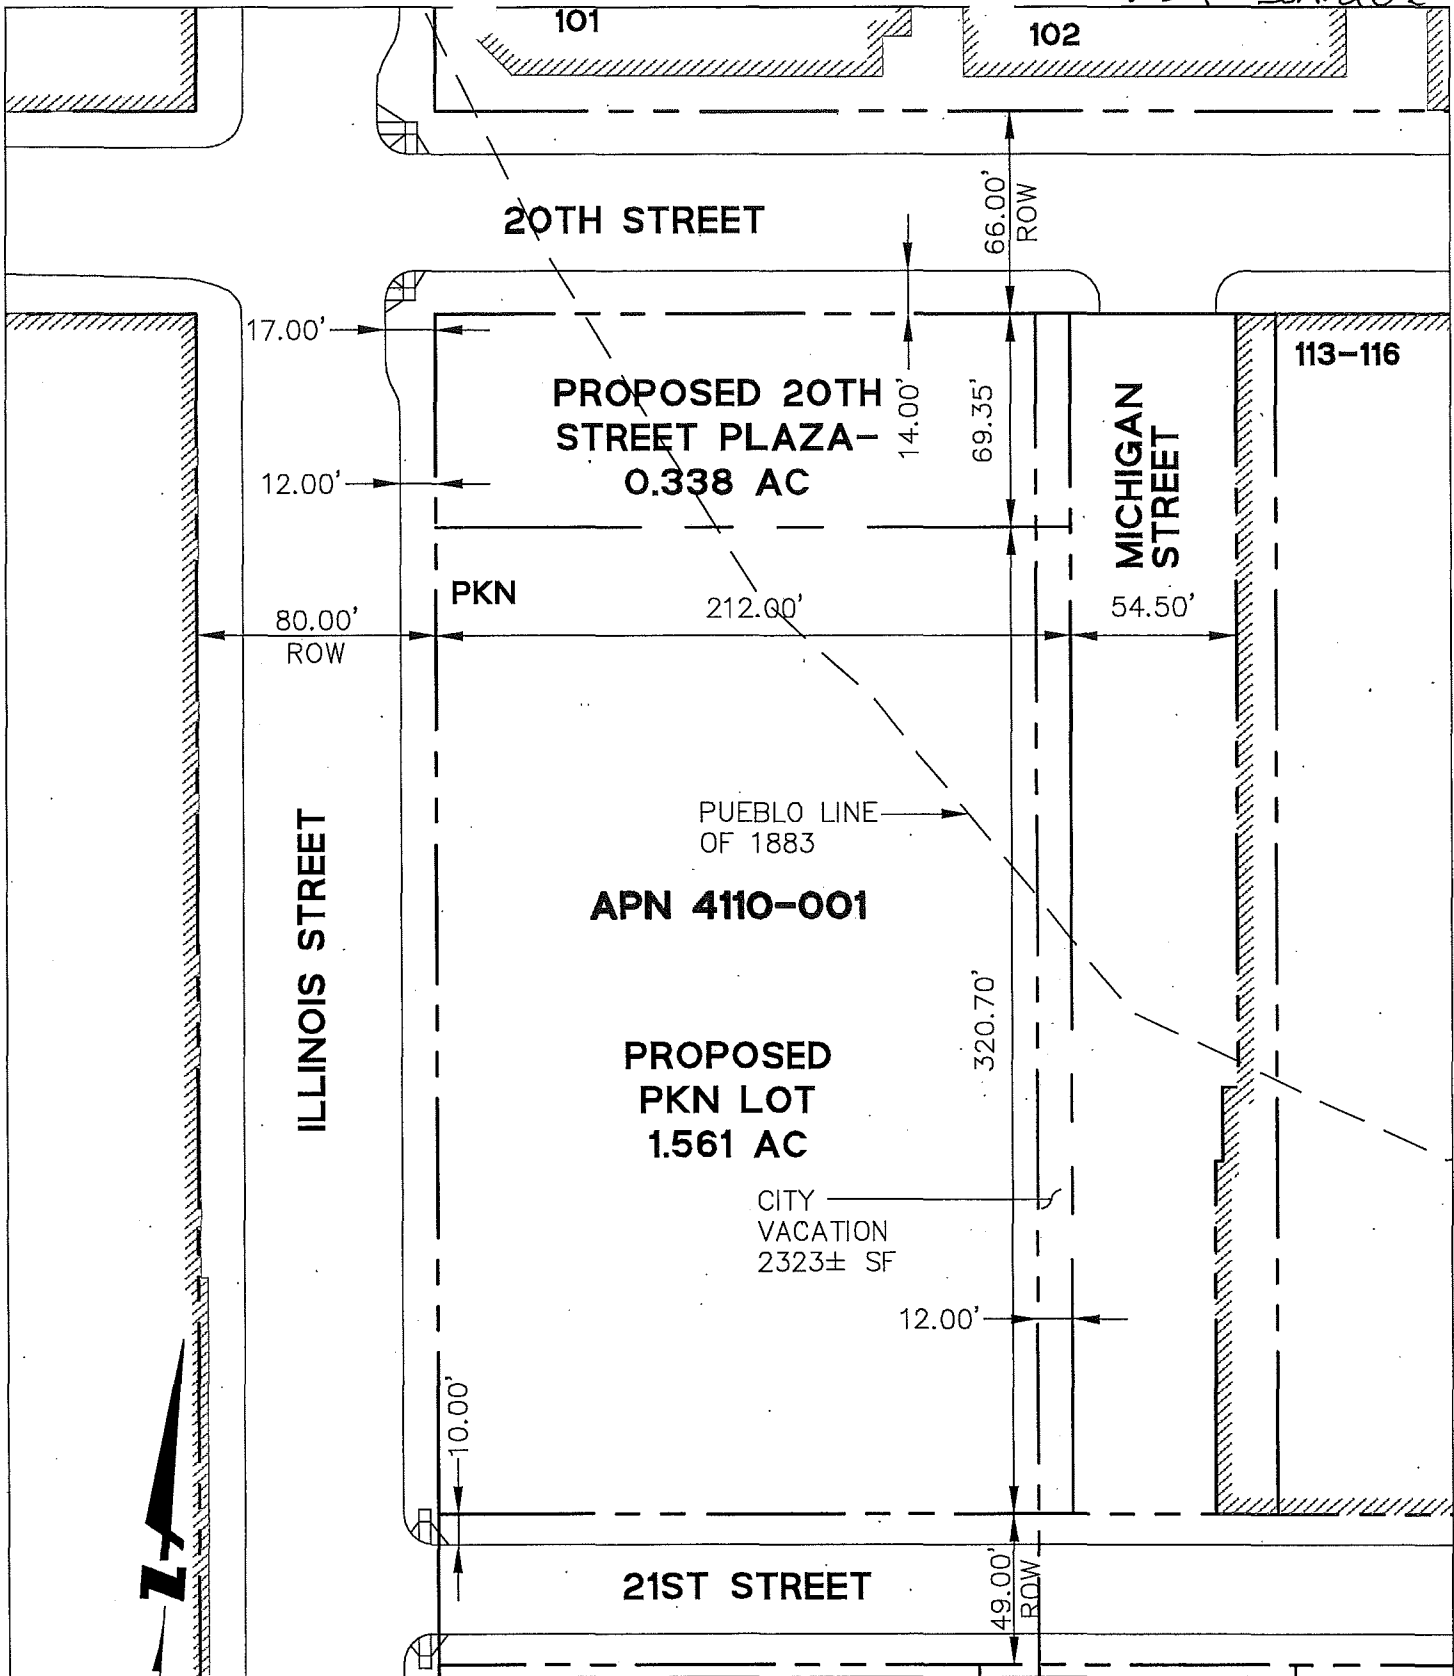 101
102
20TH STREET
66.00'
ROW
17.00'
113-116
PROPOSED 20TH
STREET PLAZA-
0.338 AC
14.00'
69.35'
MICHIGAN
STREET
12.00'
PKN
212.00'
54.50'
80.00'
ROW
PUEBLO LINE
OF 1883
ILLINOIS STREET
APN 4110-001
320.70'
PROPOSED
PKN LOT
1.561 AC
CITY
VACATION
2323± SF
12.00'
10.00'
N
21ST STREET
49.00'
ROW